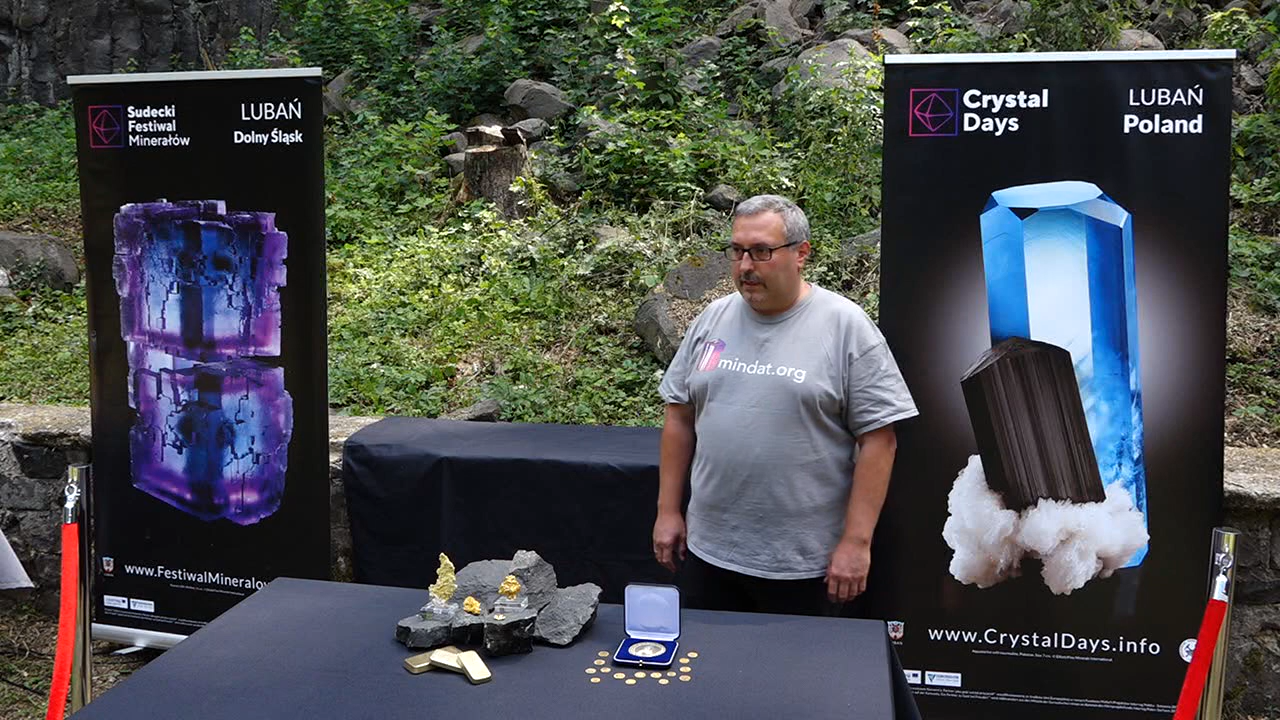 Sudecki
Festiwal
Minerałów
LUBAŃ
Dolny Śląsk
www.FestiwalMineralow
mindat.org
Crystal
Days
LUBAŃ
Poland
www.CrystalDays.info